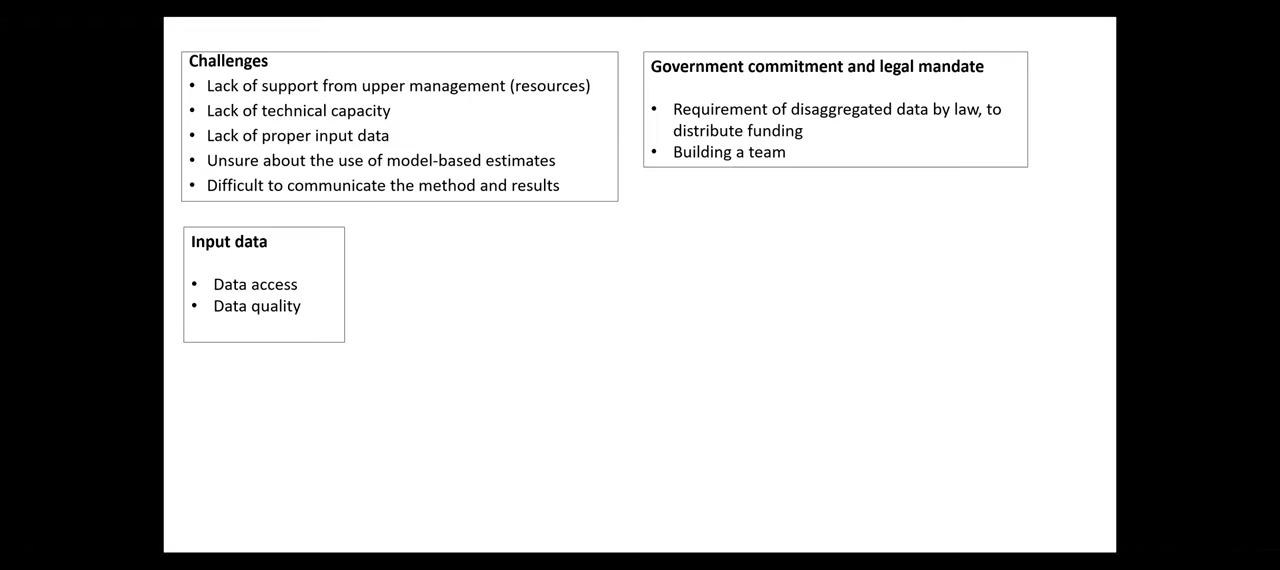 Challenges
• Lack of support from upper management (resources)
• Lack of technical capacity
• Lack of proper input data
• Unsure about the use of model-based estimates
• Difficult to communicate the method and results
Government commitment and legal mandate
• Requirement of disaggregated data by law, to
distribute funding
• Building a team
Input data
• Data access
• Data quality